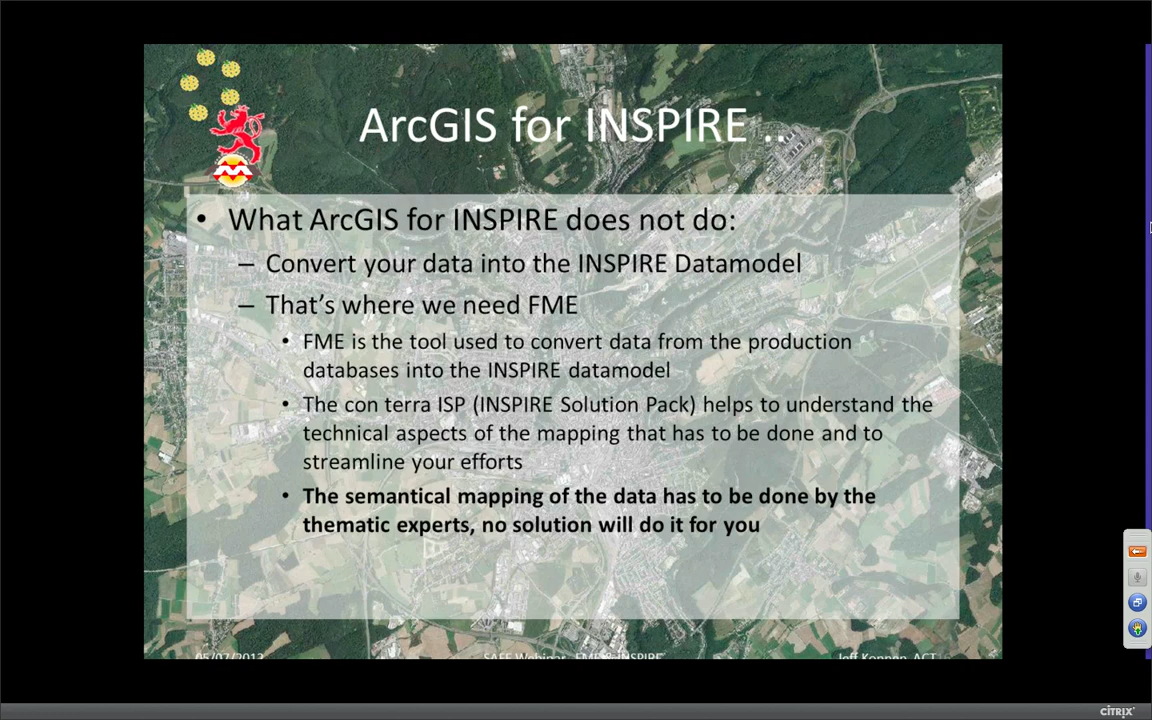 ArcGIS for INSPIRE ..
• What ArcGIS for INSPIRE does not do:
– Convert your data into the INSPIRE Datamodel
– That's where we need FME
• FME is the tool used to convert data from the production
databases into the INSPIRE datamodel
• The con terra ISP (INSPIRE Solution Pack) helps to understand the
technical aspects of the mapping that has to be done and to
streamline your efforts
• The semantical mapping of the data has to be done by the
thematic experts, no solution will do it for you
SAFE Webinar
INSPIRE
CITRIX